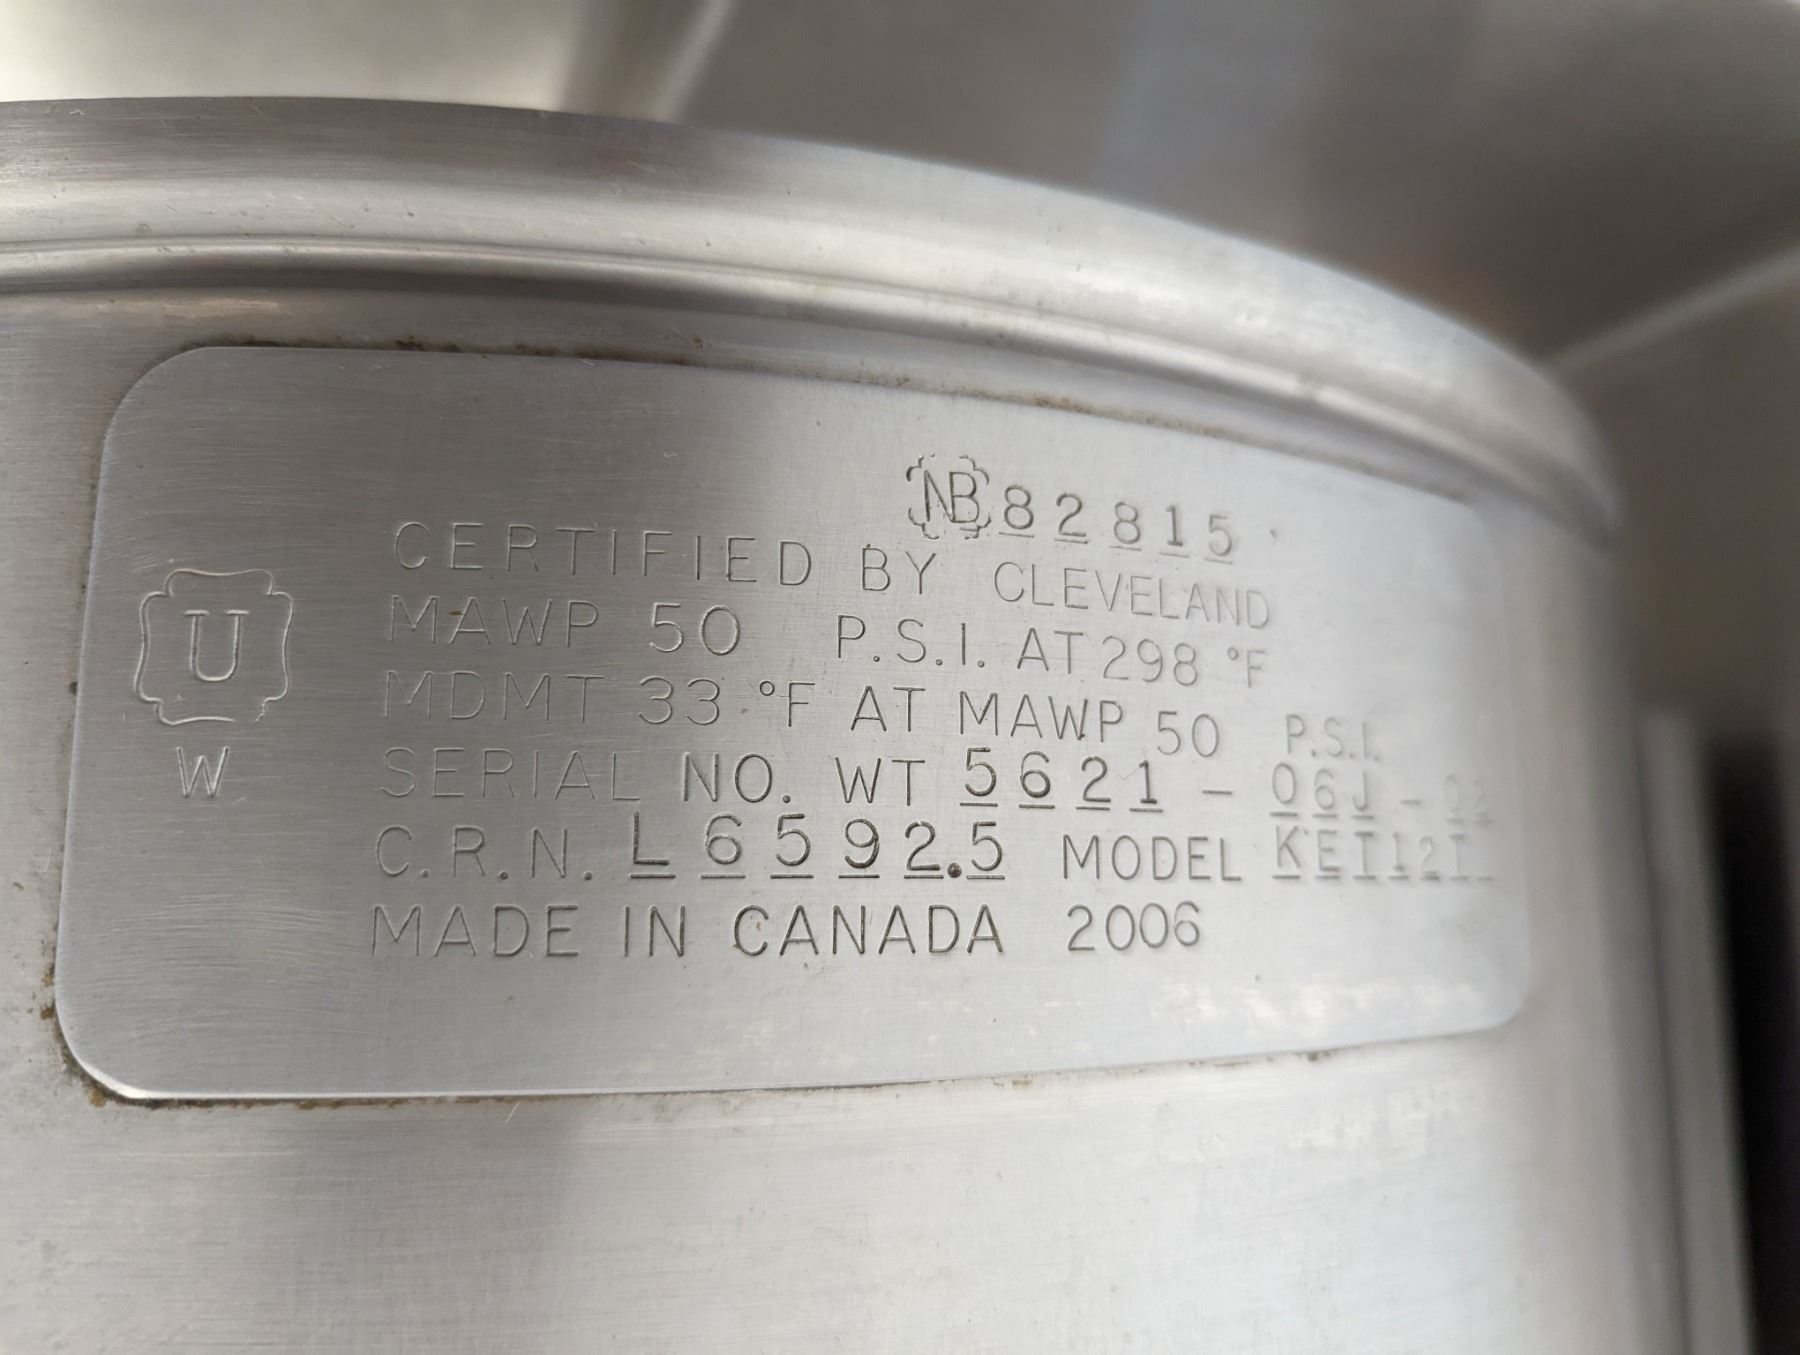 NB 82815
CERTIFIED BY CLEVELAND
U
MAWP 50 P.S.I. AT 298 °F
MDMT 33 °F AT MAWP 50 P.S.I.
W
SERIAL NO. WT 5621 - 06J -
C.R.N. L6592.5 MODEL
MADE IN CANADA 2006